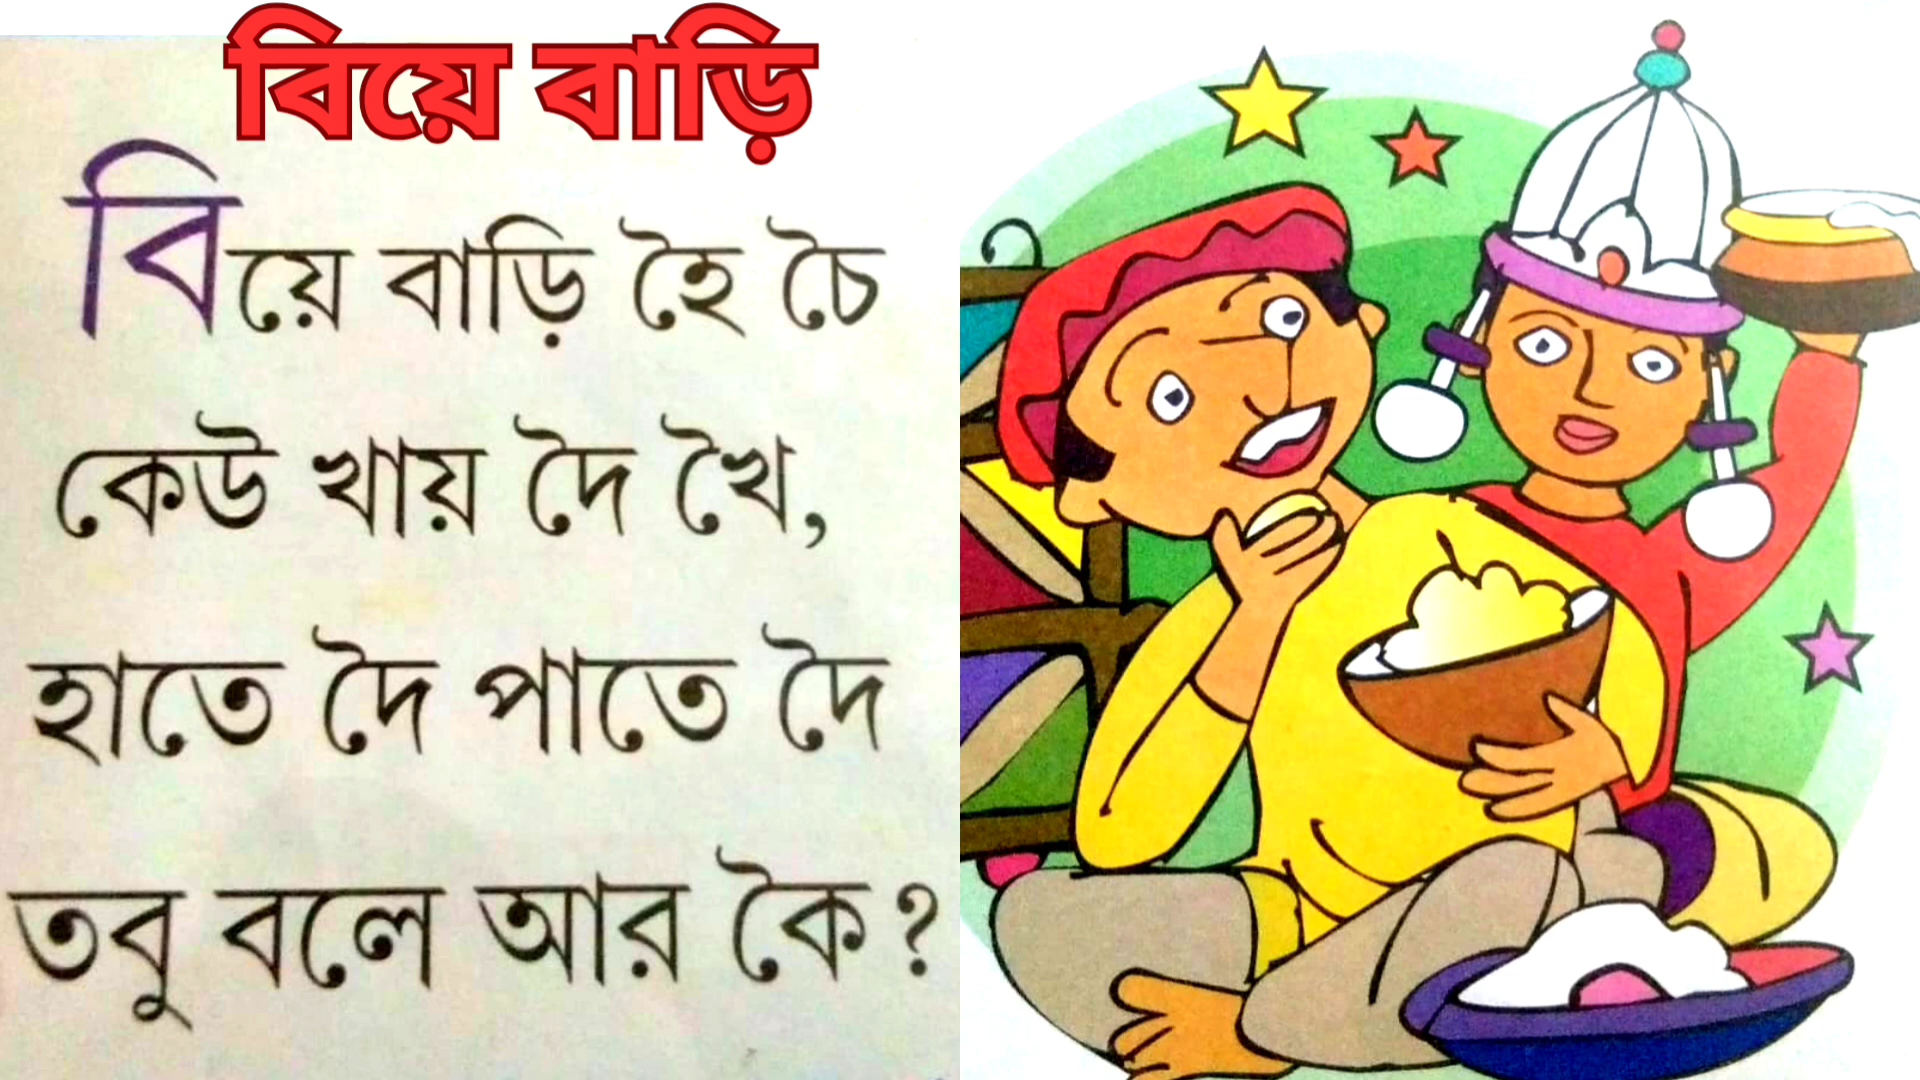 বিয়ে বাড়ি
বিয়ে বাড়ি হৈ চৈ
কেউ খায় দৈ খৈ,
হাতে দৈ পাতে দৈ
তবু বলে আর কৈ?